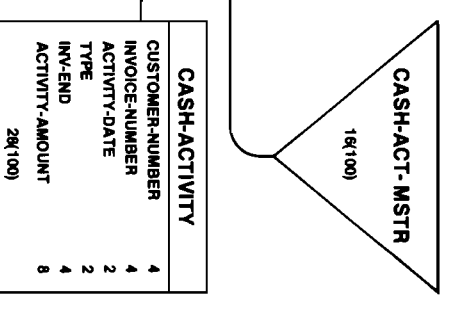 CASH-ACT-MSTR
16(100)
CASH-ACTIVITY
CUSTOMER-NUMBER 4
INVOICE-NUMBER 4
ACTIVITY-DATE 2
TYPE 2
INV-END 4
ACTIVITY-AMOUNT 8
26(100)